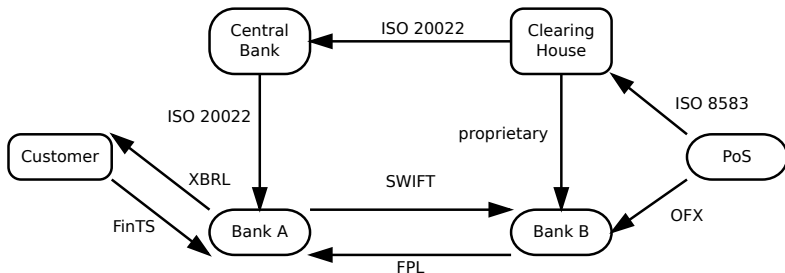 ISO 20022
Central
Bank
Clearing
House
ISO 8583
ISO 20022
proprietary
Customer
PoS
XBRL
SWIFT
FinTS
OFX
Bank A
Bank B
FPL